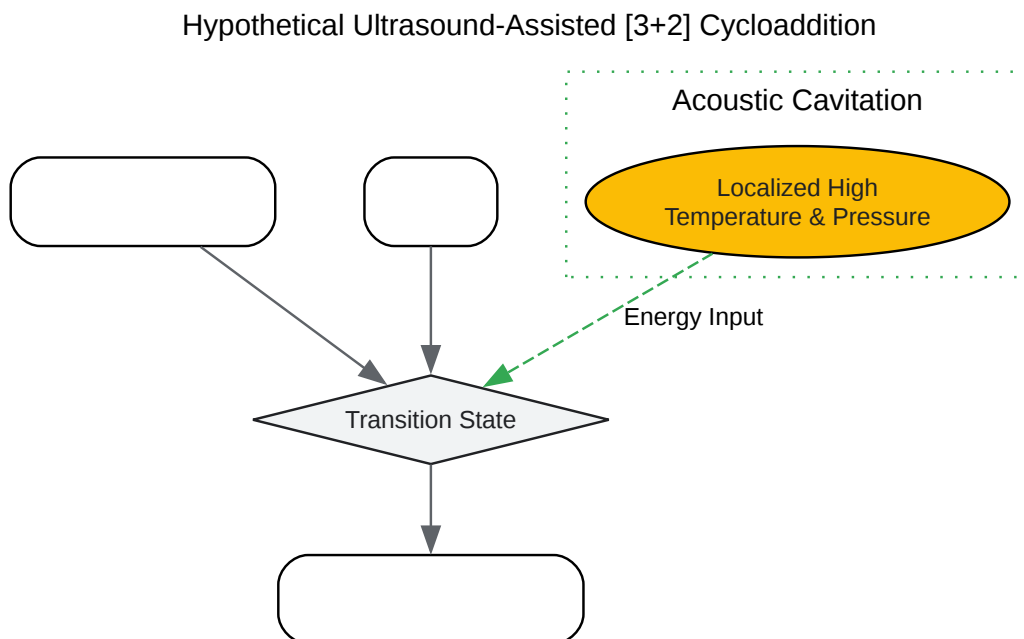 Hypothetical Ultrasound-Assisted [3+2] Cycloaddition
Acoustic Cavitation
Localized High
Temperature & Pressure
Energy Input
Transition State